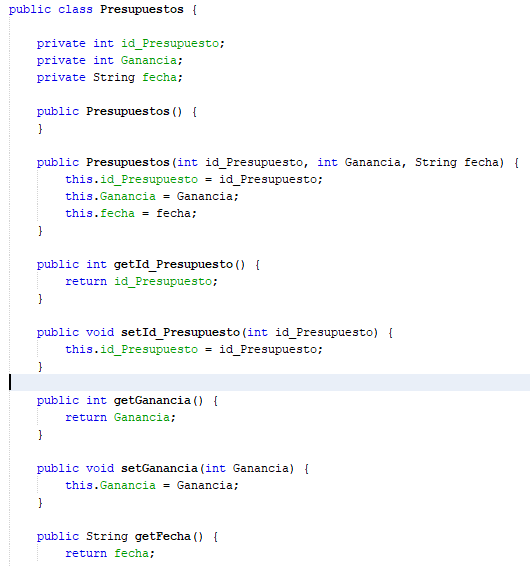 public class Presupuestos {
private int id_Presupuesto;
private int Ganancia;
private String fecha;
public Presupuestos() {
}
public Presupuestos(int id_Presupuesto, int Ganancia, String fecha) {
this.id_Presupuesto = id_Presupuesto;
this.Ganancia = Ganancia;
this.fecha = fecha;
}
public int getId_Presupuesto() {
return id_Presupuesto;
}
public void setId_Presupuesto(int id_Presupuesto) {
this.id_Presupuesto = id_Presupuesto;
}
public int getGanancia() {
return Ganancia;
}
public void setGanancia(int Ganancia) {
this.Ganancia = Ganancia;
}
public String getFecha() {
return fecha;